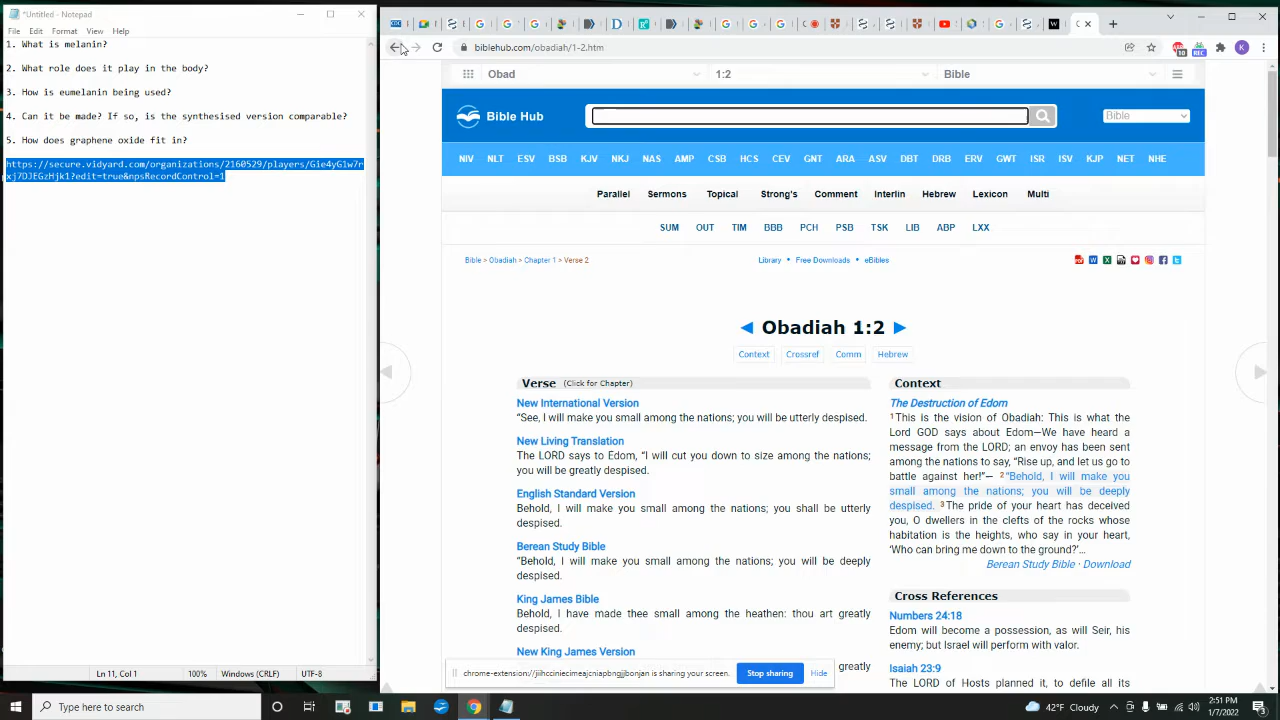 *Untitled - Notepad
File Edit Format View Help
1. What is melanin?
2. What role does it play in the body?
3. How is eumelanin being used?
4. Can it be made? If so, is the synthesised version comparable?
5. How does graphene oxide fit in?
https://secure.vidyard.com/organizations/2160529/players/Gie4yG1w7r
xj7DJEGzHjk1?edit=true&npsRecordControl=1
Ln 11, Col 1 100% Windows (CRLF) UTF-8
biblehub.com/obadiah/1-2.htm
10 REC K
Obad 1:2 Bible
Bible Hub Bible
NIV NLT ESV BSB KJV NKJ NAS AMP CSB HCS CEV GNT ARA ASV DBT DRB ERV GWT ISR ISV KJP NET NHE
Parallel Sermons Topical Strong's Comment Interlin Hebrew Lexicon Multi
SUM OUT TIM BBB PCH PSB TSK LIB ABP LXX
Bible > Obadiah > Chapter 1 > Verse 2
Library • Free Downloads • eBibles
◄ Obadiah 1:2 ►
Context Crossref Comm Hebrew
Verse (Click for Chapter)
New International Version
"See, I will make you small among the nations; you will be utterly despised.
New Living Translation
The LORD says to Edom, "I will cut you down to size among the nations;
you will be greatly despised.
English Standard Version
Behold, I will make you small among the nations; you shall be utterly
despised.
Berean Study Bible
"Behold, I will make you small among the nations; you will be deeply
despised.
King James Bible
Behold, I have made thee small among the heathen: thou art greatly
despised.
New King James Version
greatly
Context
The Destruction of Edom
1This is the vision of Obadiah: This is what the
Lord GOD says about Edom—We have heard a
message from the LORD; an envoy has been sent
among the nations to say, "Rise up, and let us go to
battle against her!"— 2"Behold, I will make you
small among the nations; you will be deeply
despised. 3The pride of your heart has deceived
you, O dwellers in the clefts of the rocks whose
habitation is the heights, who say in your heart,
'Who can bring me down to the ground?'…
Berean Study Bible · Download
Cross References
Numbers 24:18
Edom will become a possession, as will Seir, his
enemy; but Israel will perform with valor.
Isaiah 23:9
The LORD of Hosts planned it, to defile all its
chrome-extension://jiihcciniecimeajcniapbngjjbonjan is sharing your screen. Stop sharing Hide
Type here to search
42°F Cloudy
2:51 PM
1/7/2022